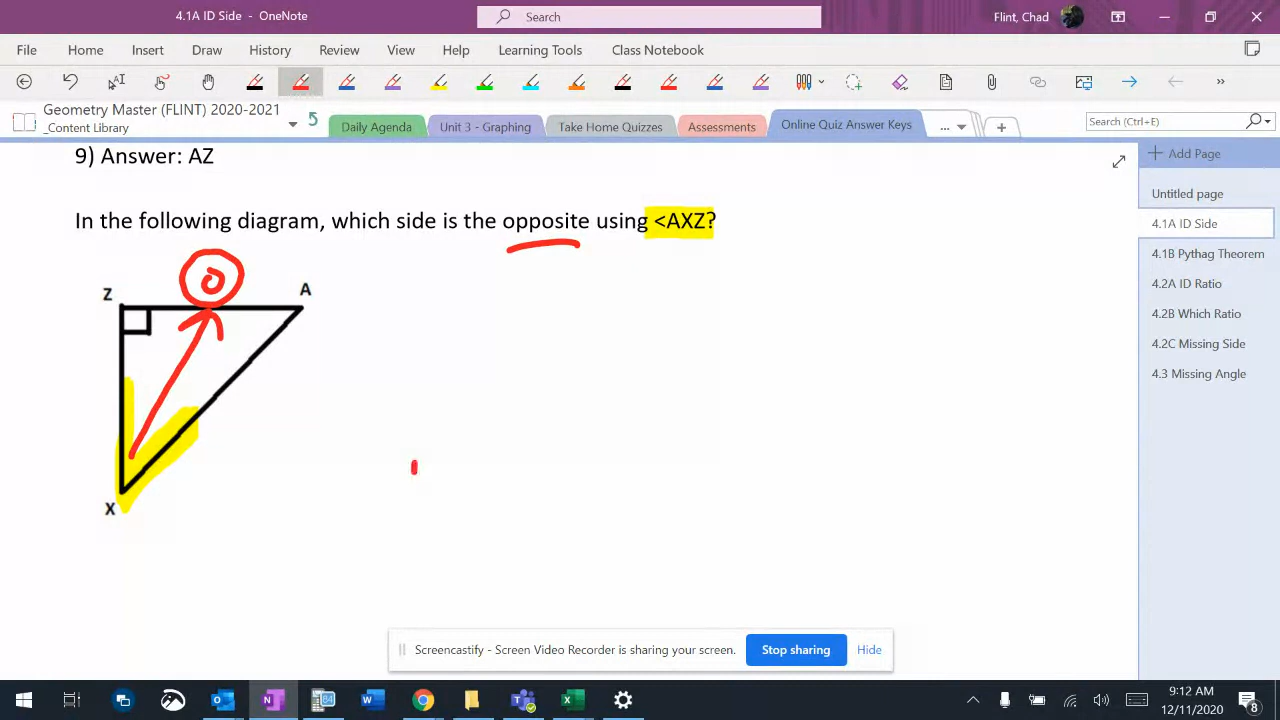 4.1A ID Side - OneNote
Search
Flint, Chad
File Home Insert Draw History Review View Help Learning Tools Class Notebook
Geometry Master (FLINT) 2020-2021
_Content Library
Daily Agenda Unit 3 - Graphing Take Home Quizzes Assessments Online Quiz Answer Keys ... +
Search (Ctrl+E)
Add Page
Untitled page
4.1A ID Side
4.1B Pythag Theorem
4.2A ID Ratio
4.2B Which Ratio
4.2C Missing Side
4.3 Missing Angle
9) Answer: AZ
In the following diagram, which side is the opposite using <AXZ?
O
Z A
X
Screencastify - Screen Video Recorder is sharing your screen. Stop sharing Hide
84
9:12 AM
12/11/2020
8